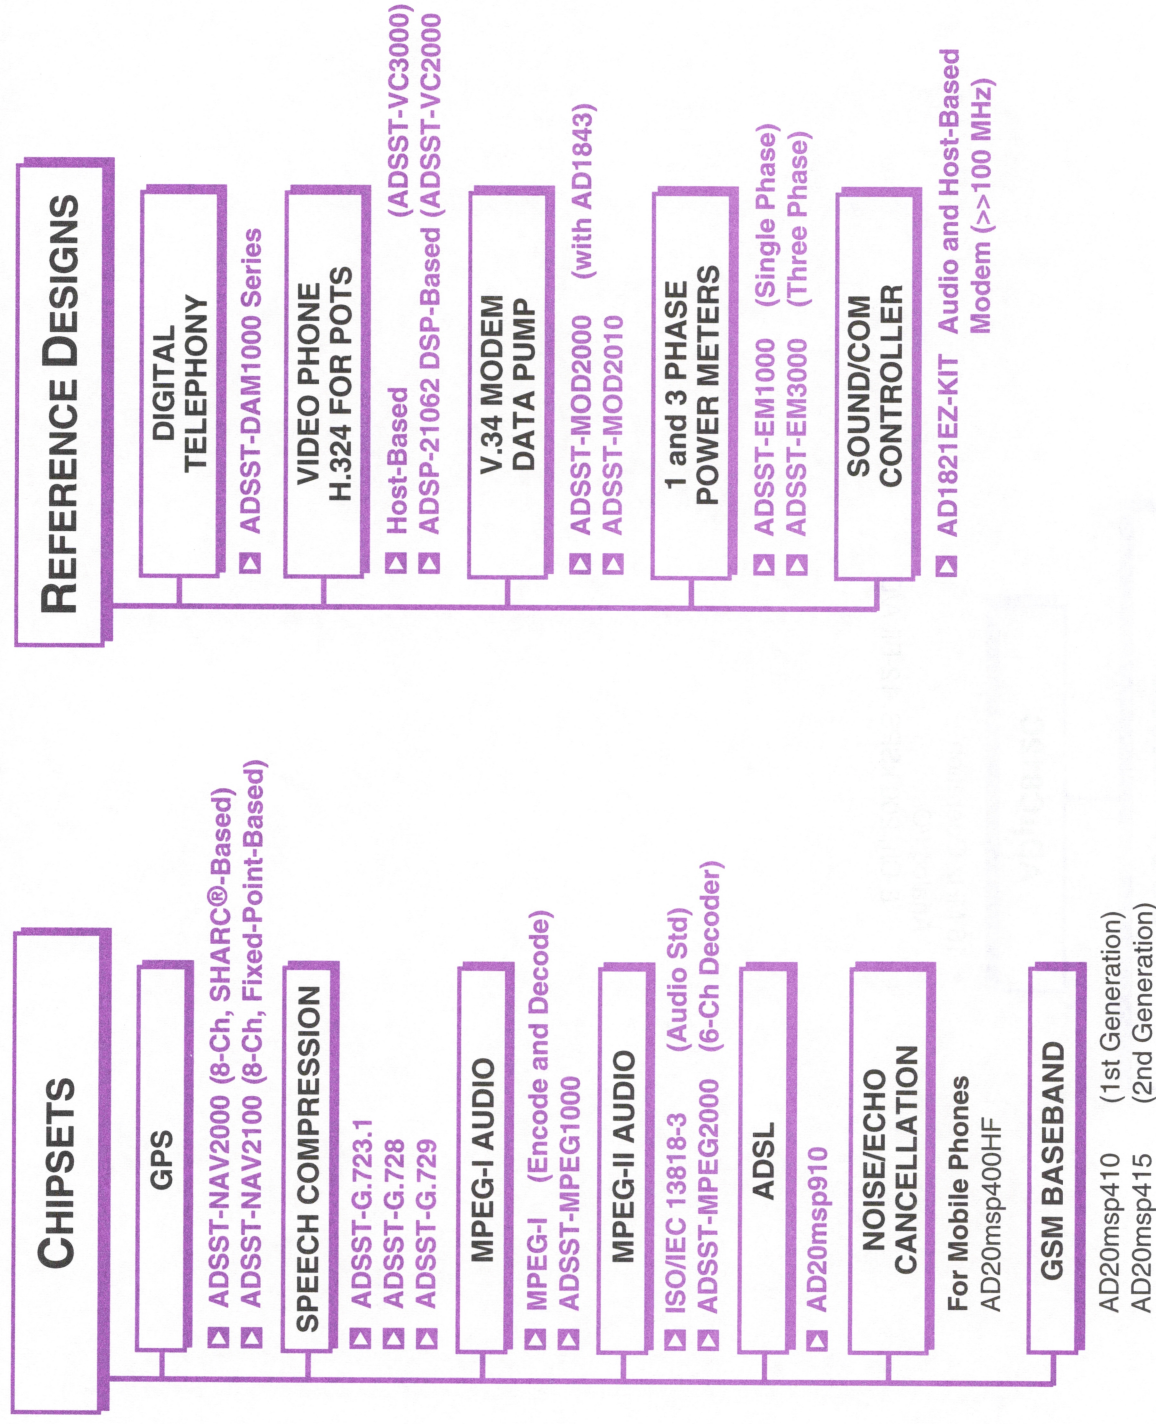 CHIPSETS
GPS
ADSST-NAV2000 (8-Ch, SHARC®-Based)
ADSST-NAV2100 (8-Ch, Fixed-Point-Based)
SPEECH COMPRESSION
ADSST-G.723.1
ADSST-G.728
ADSST-G.729
MPEG-I AUDIO
MPEG-I (Encode and Decode)
ADSST-MPEG1000
MPEG-II AUDIO
ISO/IEC 13818-3 (Audio Std)
ADSST-MPEG2000 (6-Ch Decoder)
ADSL
AD20msp910
NOISE/ECHO
CANCELLATION
For Mobile Phones
AD20msp400HF
GSM BASEBAND
AD20msp410 (1st Generation)
AD20msp415 (2nd Generation)
REFERENCE DESIGNS
DIGITAL
TELEPHONY
ADSST-DAM1000 Series
VIDEO PHONE
H.324 FOR POTS
Host-Based (ADSST-VC3000)
ADSP-21062 DSP-Based (ADSST-VC2000
V.34 MODEM
DATA PUMP
ADSST-MOD2000 (with AD1843)
ADSST-MOD2010
1 and 3 PHASE
POWER METERS
ADSST-EM1000 (Single Phase)
ADSST-EM3000 (Three Phase)
SOUND/COM
CONTROLLER
AD1821EZ-KIT Audio and Host-Based
Modem (>>100 MHz)